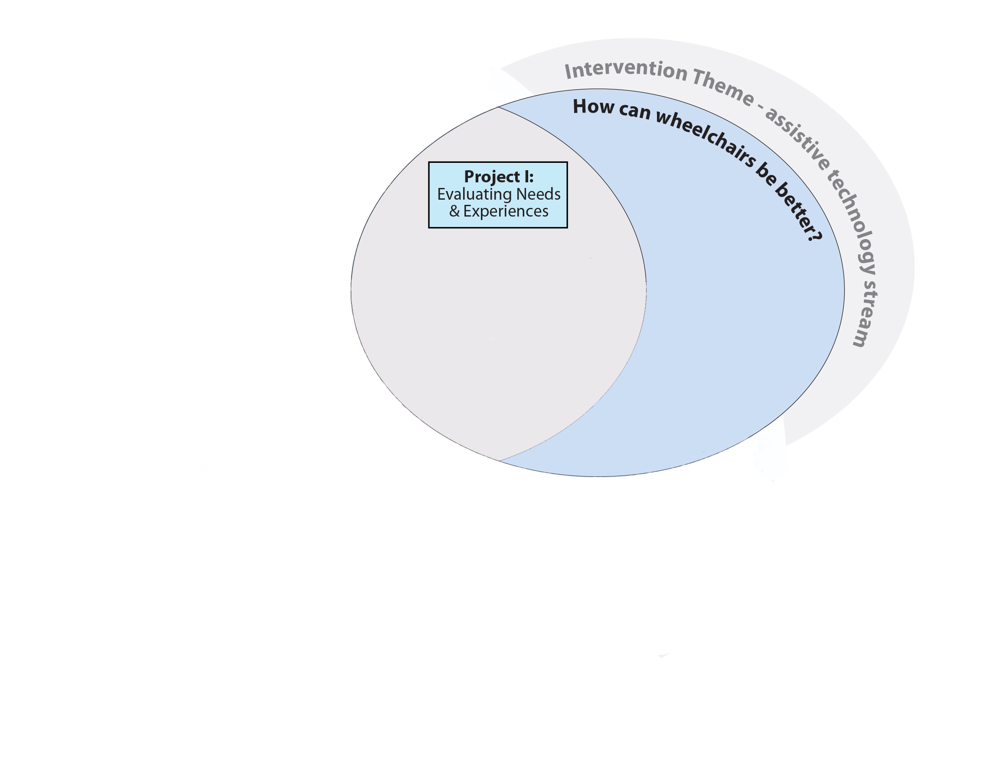 Intervention Theme - assistive technology stream
How can wheelchairs be better?
Project I:
Evaluating Needs
& Experiences